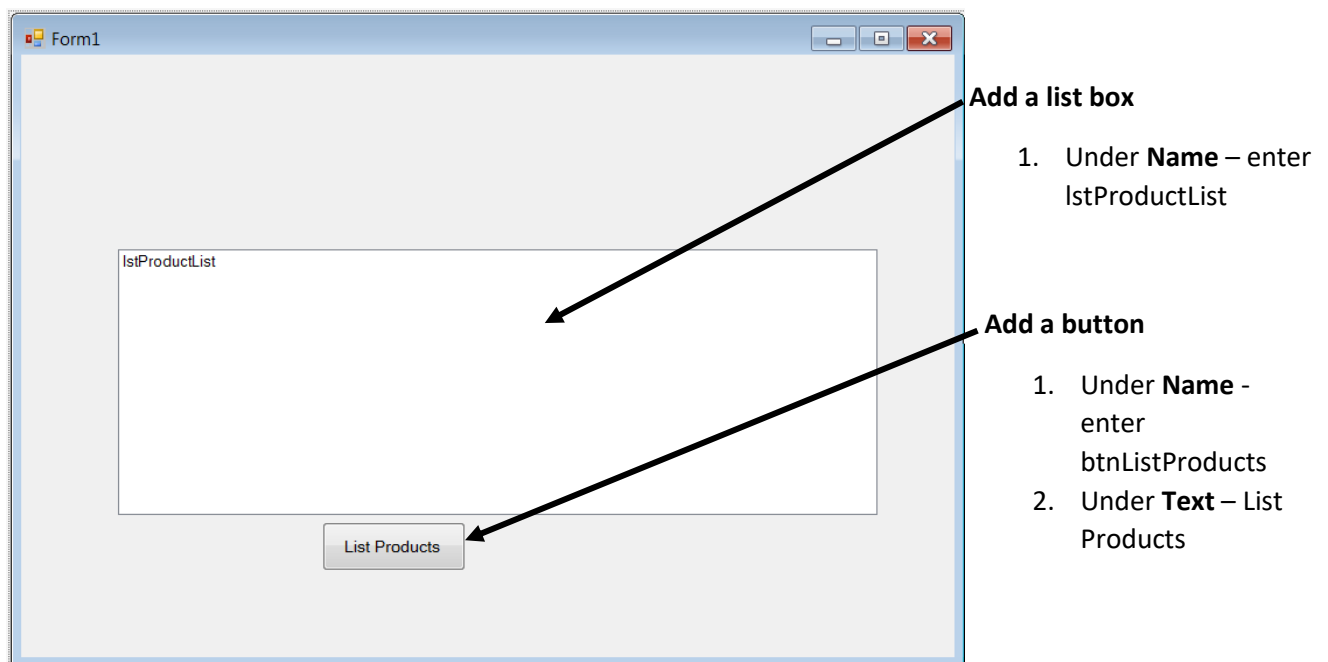 Form1
Add a list box
1. Under Name – enter
lstProductList
lstProductList
Add a button
1. Under Name -
enter
btnListProducts
2. Under Text – List
Products
List Products